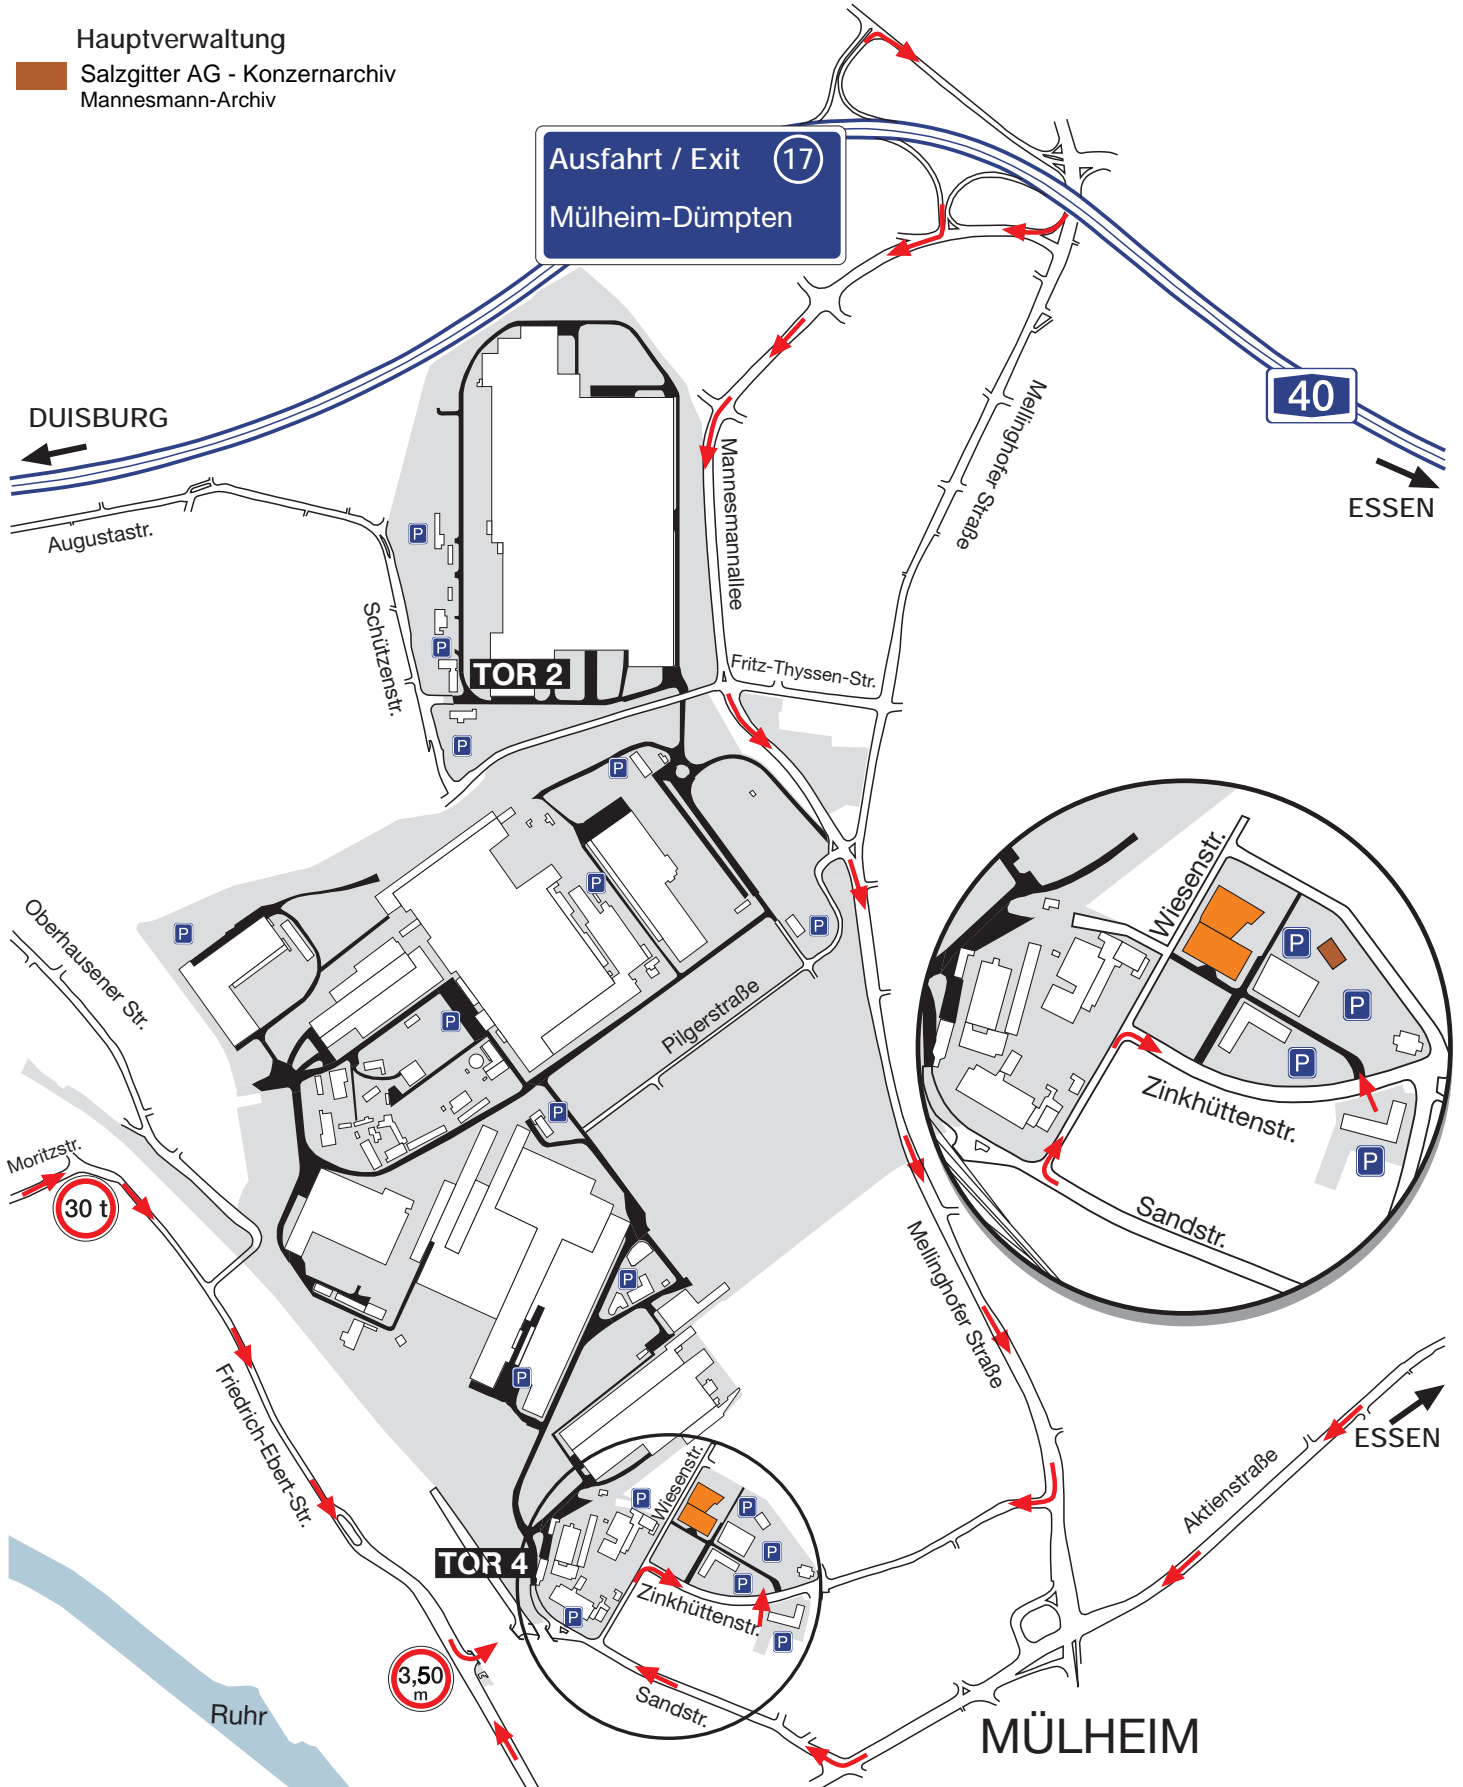 Hauptverwaltung
Salzgitter AG - Konzernarchiv
Mannesmann-Archiv
Ausfahrt / Exit 17
Mülheim-Dümpten
40
DUISBURG
ESSEN
Augustastr.
Schützenstr.
Mannesmannallee
Mellinghofer Straße
Fritz-Thyssen-Str.
TOR 2
P
P
P
P
P
P
P
P
P
P
P
Pilgerstraße
Oberhausener Str.
Moritzstr.
30 t
Friedrich-Ebert-Str.
Mellinghofer Straße
Wiesenstr.
P
P
P
P
Zinkhüttenstr.
Sandstr.
ESSEN
Aktienstraße
TOR 4
Wiesenstr.
P
P
P
P
P
P
Zinkhüttenstr.
Sandstr.
3,50
m
Ruhr
MÜLHEIM